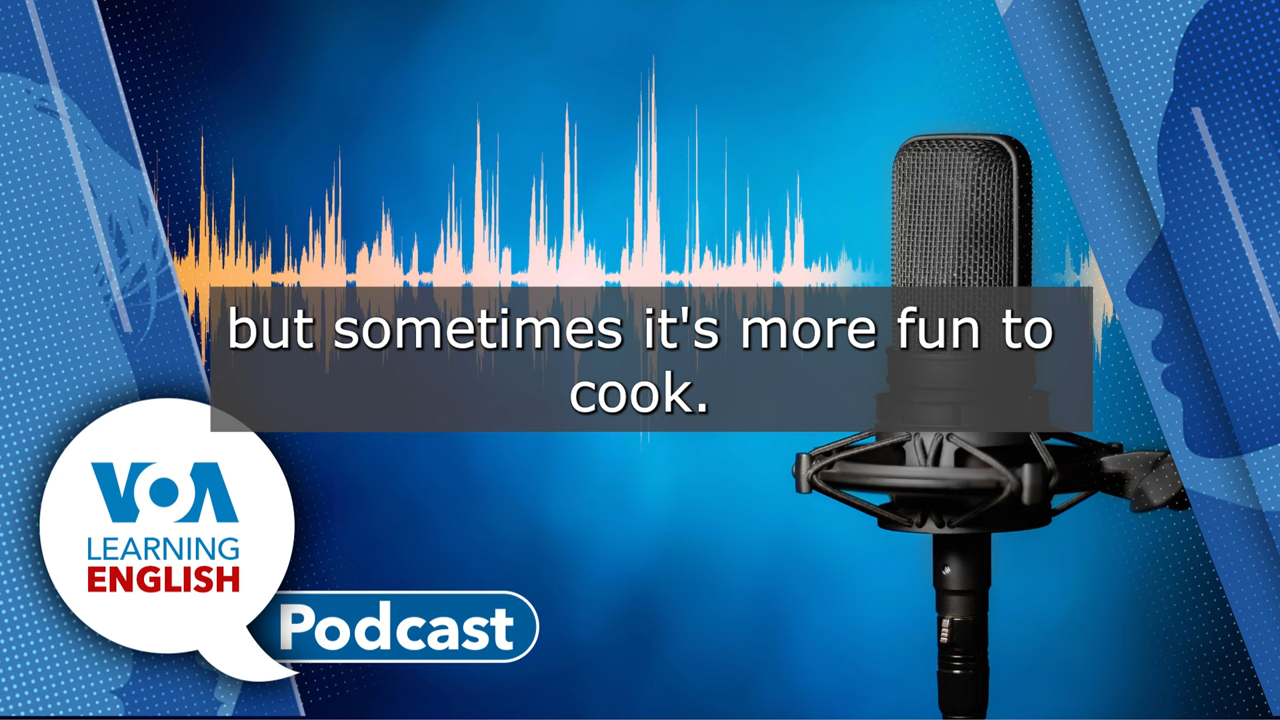 but sometimes it's more fun to
cook.
VOA
LEARNING
ENGLISH
Podcast